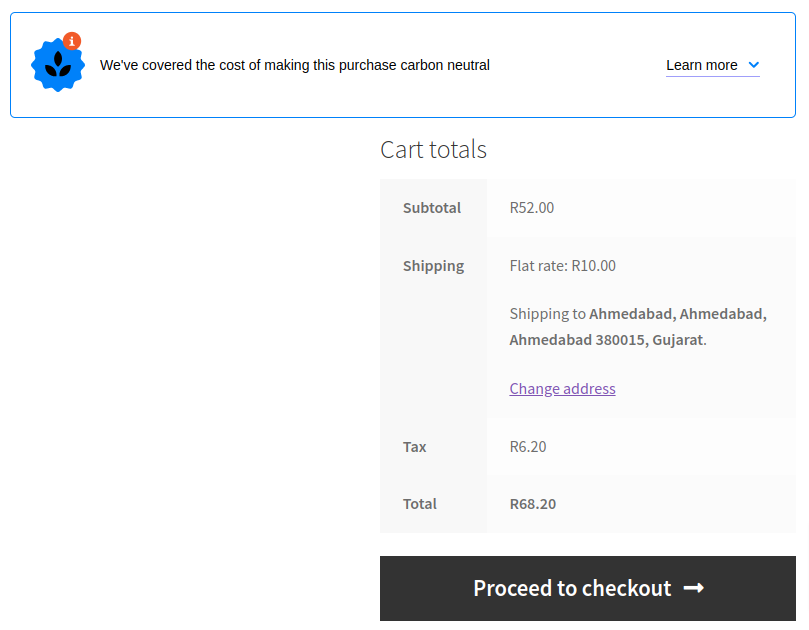 We've covered the cost of making this purchase carbon neutral
Learn more
Cart totals
Subtotal R52.00
Shipping Flat rate: R10.00
Shipping to Ahmedabad, Ahmedabad,
Ahmedabad 380015, Gujarat.
Change address
Tax R6.20
Total R68.20
Proceed to checkout